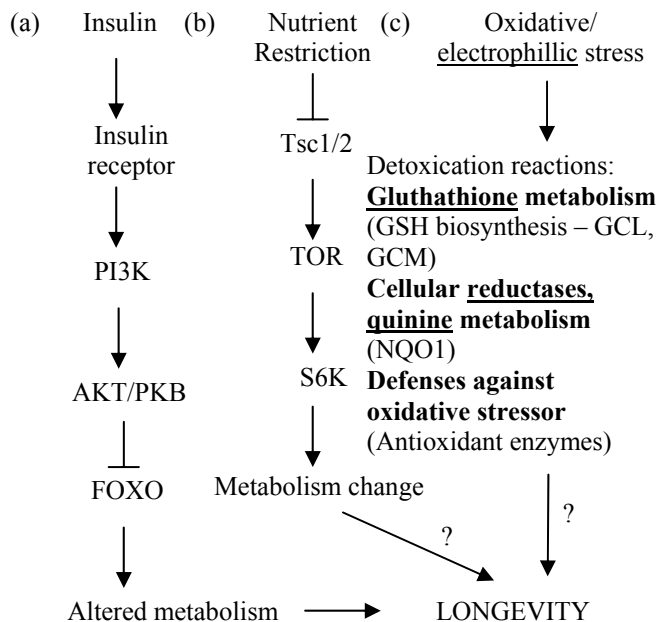 (a)
Insulin
Insulin
receptor
PI3K
AKT/PKB
FOXO
Altered metabolism
(b)
Nutrient
Restriction
Tsc1/2
TOR
S6K
Metabolism change
?
(c)
Oxidative/
electrophillic stress
Detoxication reactions:
Gluthathione metabolism
(GSH biosynthesis – GCL,
GCM)
Cellular reductases,
quinine metabolism
(NQO1)
Defenses against
oxidative stressor
(Antioxidant enzymes)
?
LONGEVITY